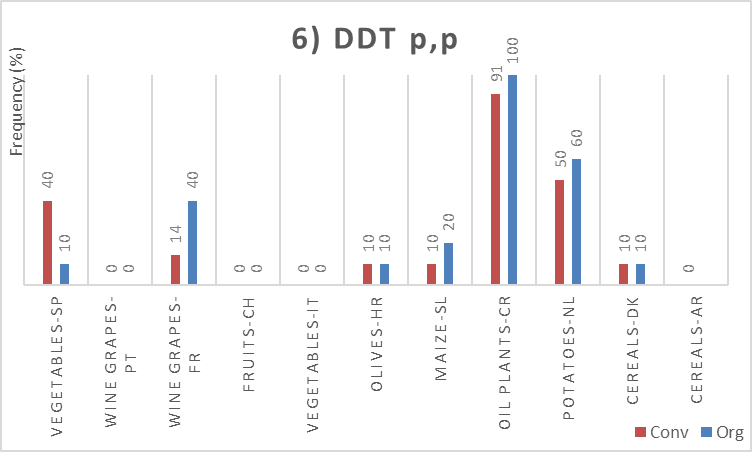 6) DDT p,p
Frequency (%)
40
10
0
0
14
40
0
0
0
0
10
10
10
20
91
100
50
60
10
10
0
VEGETABLES-SP
WINE GRAPES-
PT
WINE GRAPES-
FR
FRUITS-CH
VEGETABLES-IT
OLIVES-HR
MAIZE-SL
OIL PLANTS-CR
POTATOES-NL
CEREALS-DK
CEREALS-AR
Conv
Org